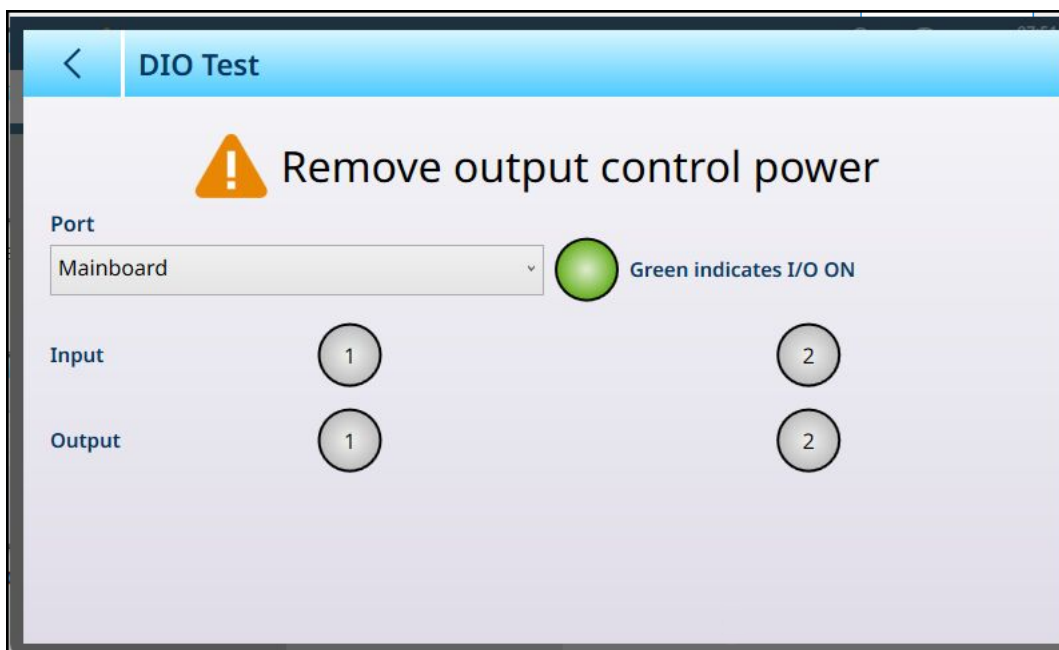 DIO Test
Remove output control power
Port
Mainboard
Green indicates I/O ON
Input 1 2
Output 1 2